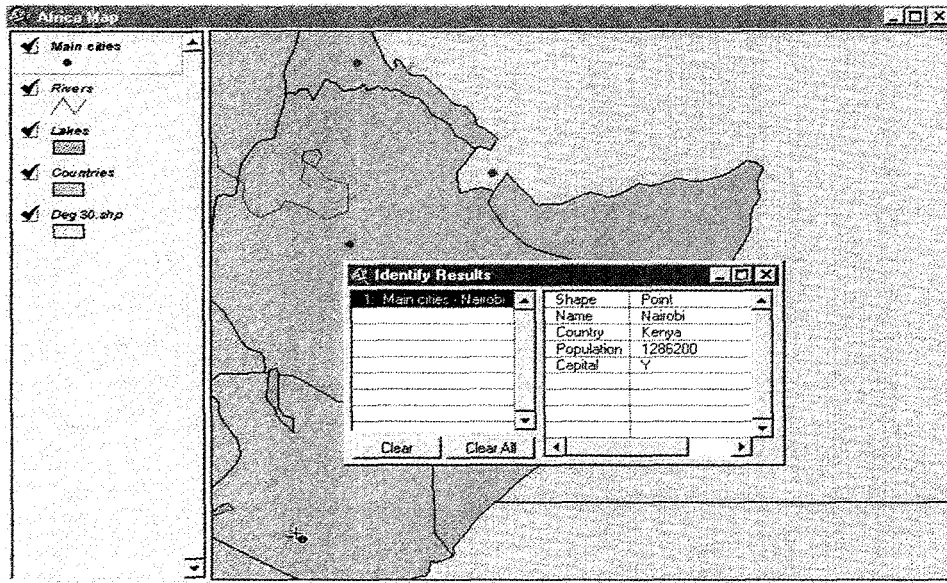 Africa Map
Main cities
Rivers
Lakes
Countries
Deg 30.shp
Identify Results
1: Main cities - Nairobi
Shape Point
Name Nairobi
Country Kenya
Population 1286200
Capital Y
Clear Clear All